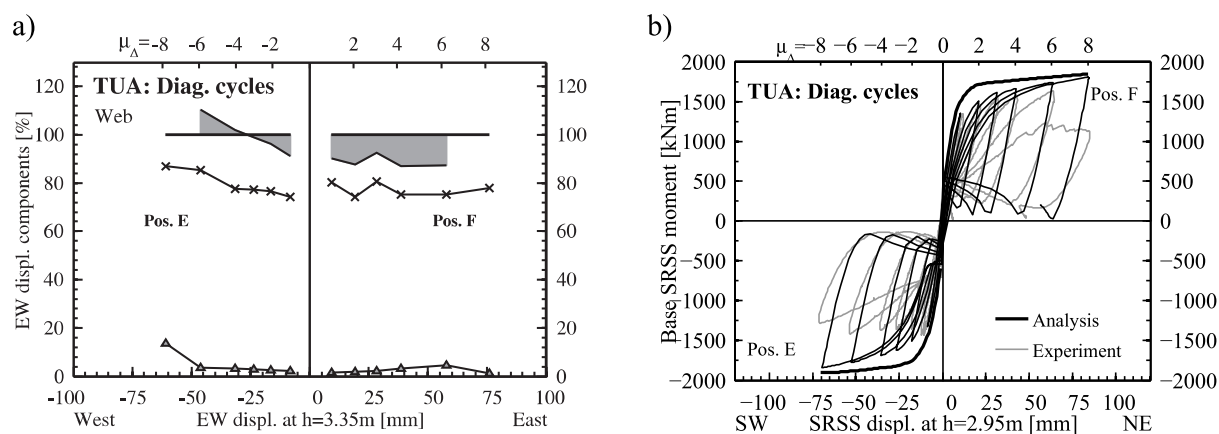 a)
μΔ= -8 -6 -4 -2 2 4 6 8
TUA: Diag. cycles
Web
Pos. E
Pos. F
EW displ. components [%]
120 100 80 60 40 20 0
120 100 80 60 40 20 0
-100 -75 -50 -25 0 25 50 75 100
West EW displ. at h=3.35m [mm] East
b)
μΔ= −8 −6 −4 −2 0 2 4 6 8
TUA: Diag. cycles
Pos. F
Base SRSS moment [kNm]
2000 1500 1000 500 0 −500 −1000 −1500 −2000
2000 1500 1000 500 0 −500 −1000 −1500 −2000
Analysis
Experiment
Pos. E
−100 −75 −50 −25 0 25 50 75 100
SW SRSS displ. at h=2.95m [mm] NE